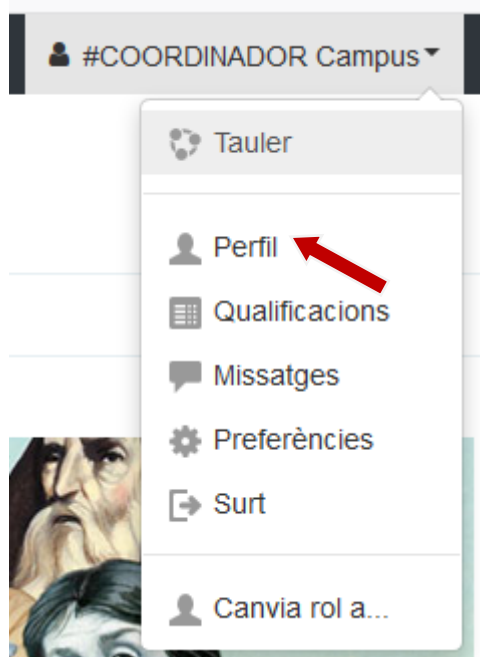 #COORDINADOR Campus
Tauler
Perfil
Qualificacions
Missatges
Preferències
Surt
Canvia rol a...